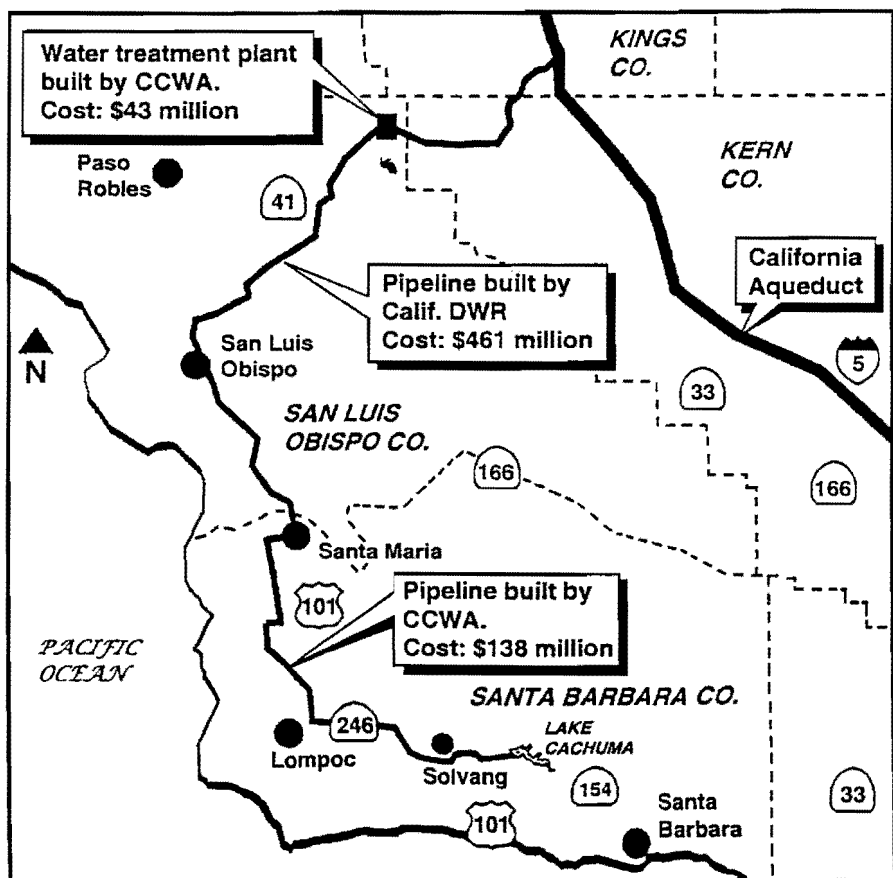 KINGS
CO.
Water treatment plant
built by CCWA.
Cost: $43 million
KERN
CO.
Paso
Robles
41
California
Aqueduct
Pipeline built by
Calif. DWR
Cost: $461 million
N
San Luis
Obispo
5
33
SAN LUIS
OBISPO CO.
166
166
Santa Maria
101
Pipeline built by
CCWA.
Cost: $138 million
PACIFIC
OCEAN
SANTA BARBARA CO.
246
LAKE
CACHUMA
Lompoc
Solvang
154
33
101
Santa
Barbara